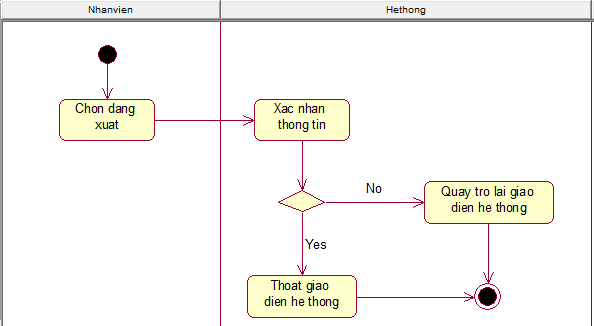 Nhanvien
Hethong
Chon dang
xuat
Xac nhan
thong tin
No
Quay tro lai giao
dien he thong
Yes
Thoat giao
dien he thong